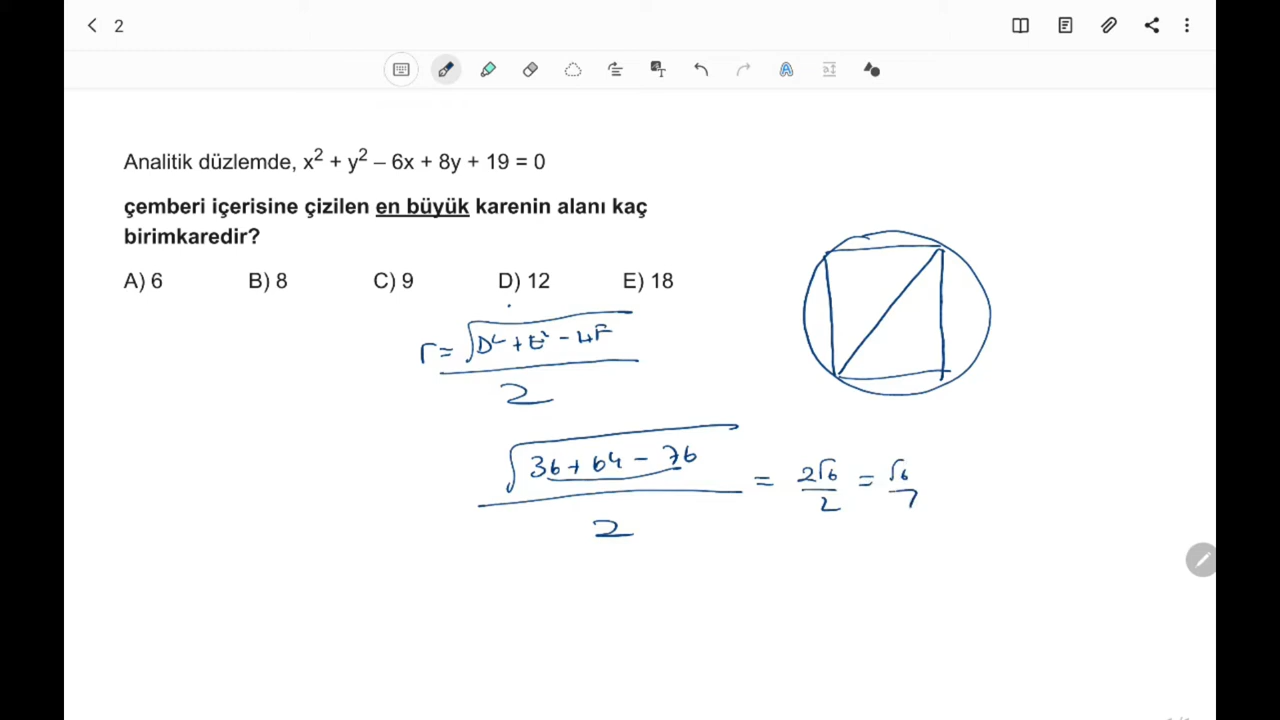 2
Analitik düzlemde, x² + y² – 6x + 8y + 19 = 0
çemberi içerisine çizilen en büyük karenin alanı kaç
birimkaredir?
A) 6 B) 8 C) 9 D) 12 E) 18
r = √(D² + E² - 4F) / 2
√(36 + 64 - 76) / 2 = 2√6 / 2 = √6